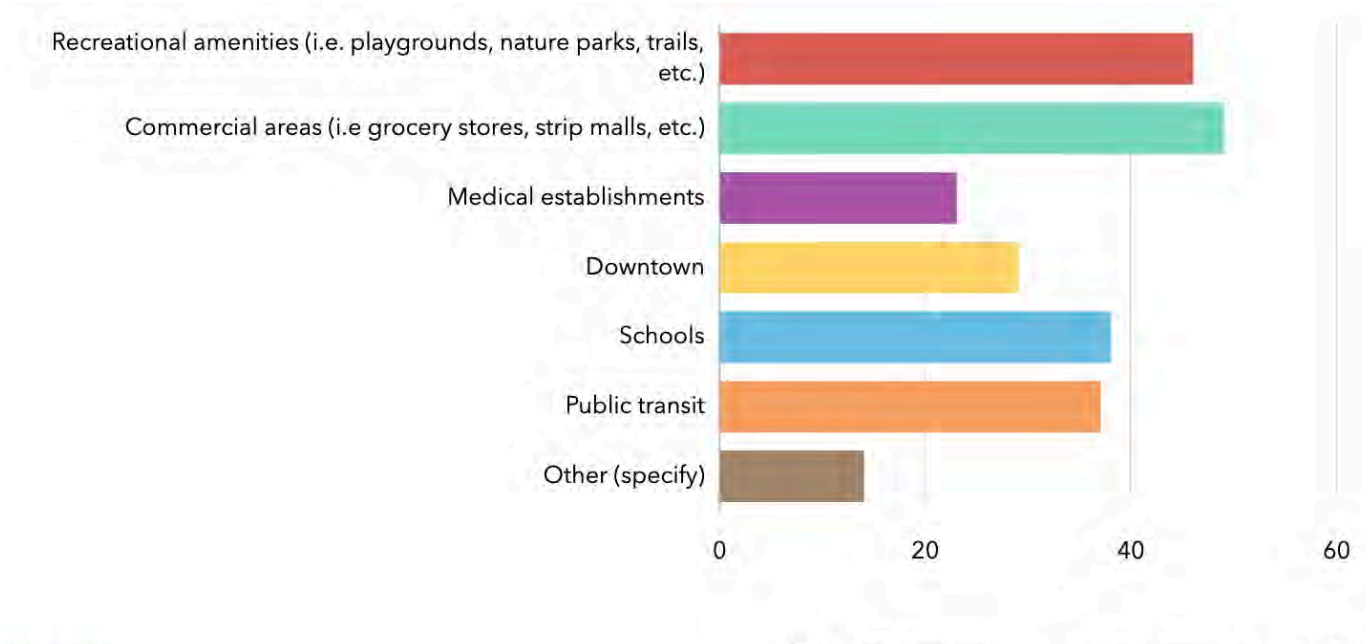 Recreational amenities (i.e. playgrounds, nature parks, trails,
etc.)
Commercial areas (i.e grocery stores, strip malls, etc.)
Medical establishments
Downtown
Schools
Public transit
Other (specify)
0 20 40 60